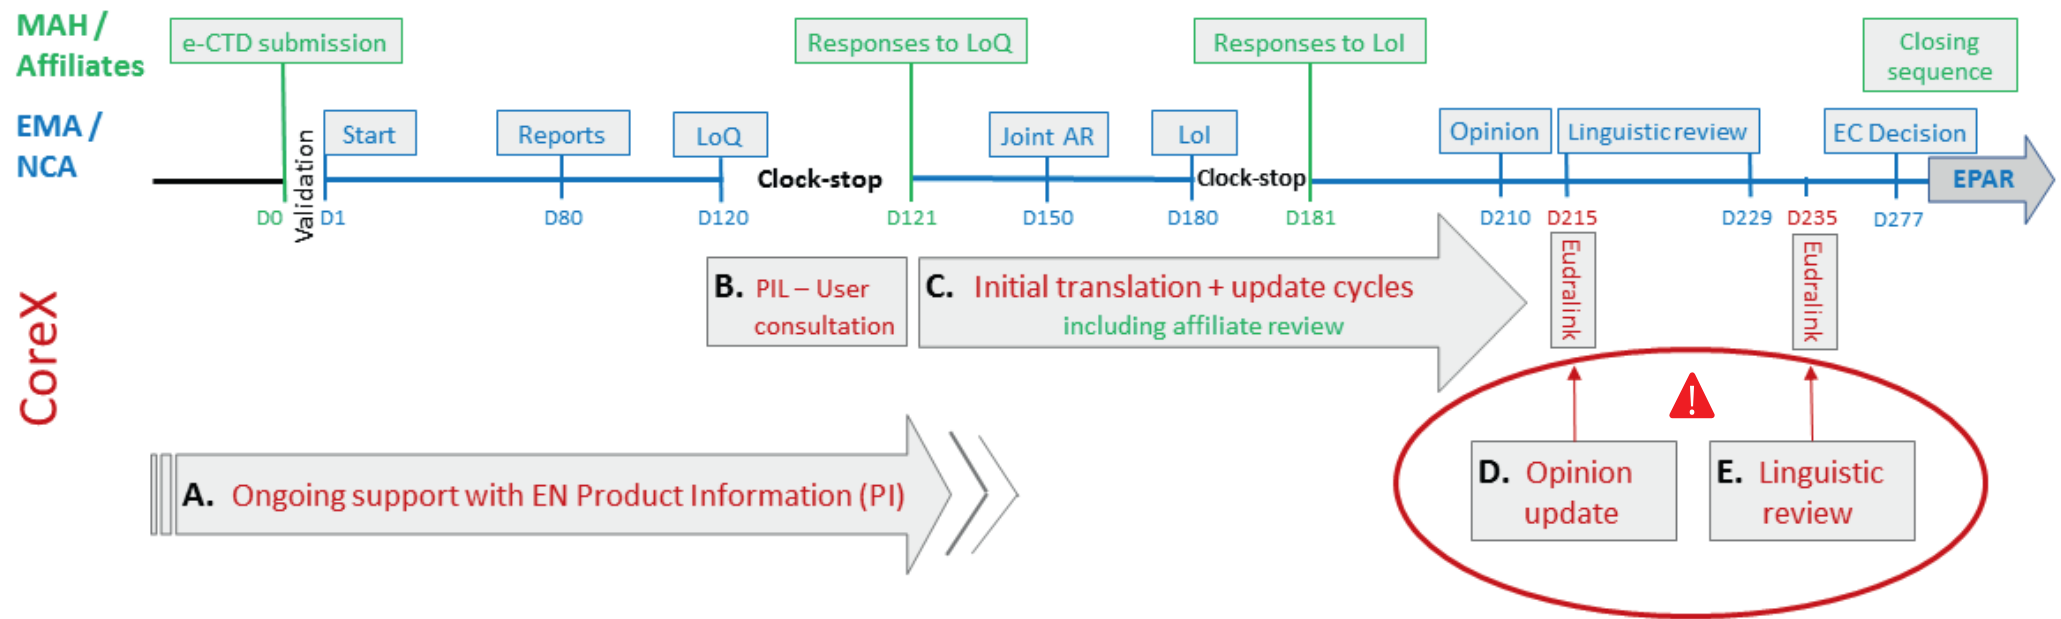 MAH /
Affiliates
e-CTD submission
Responses to LoQ
Responses to LoI
Closing
sequence
EMA /
NCA
Validation
Start
Reports
LoQ
Clock-stop
Joint AR
LoI
Clock-stop
Opinion
Linguistic review
EC Decision
EPAR
D0
D1
D80
D120
D121
D150
D180
D181
D210
D215
D229
D235
D277
CoreX
B. PIL – User
consultation
C. Initial translation + update cycles
including affiliate review
Eudralink
Eudralink
A. Ongoing support with EN Product Information (PI)
D. Opinion
update
E. Linguistic
review